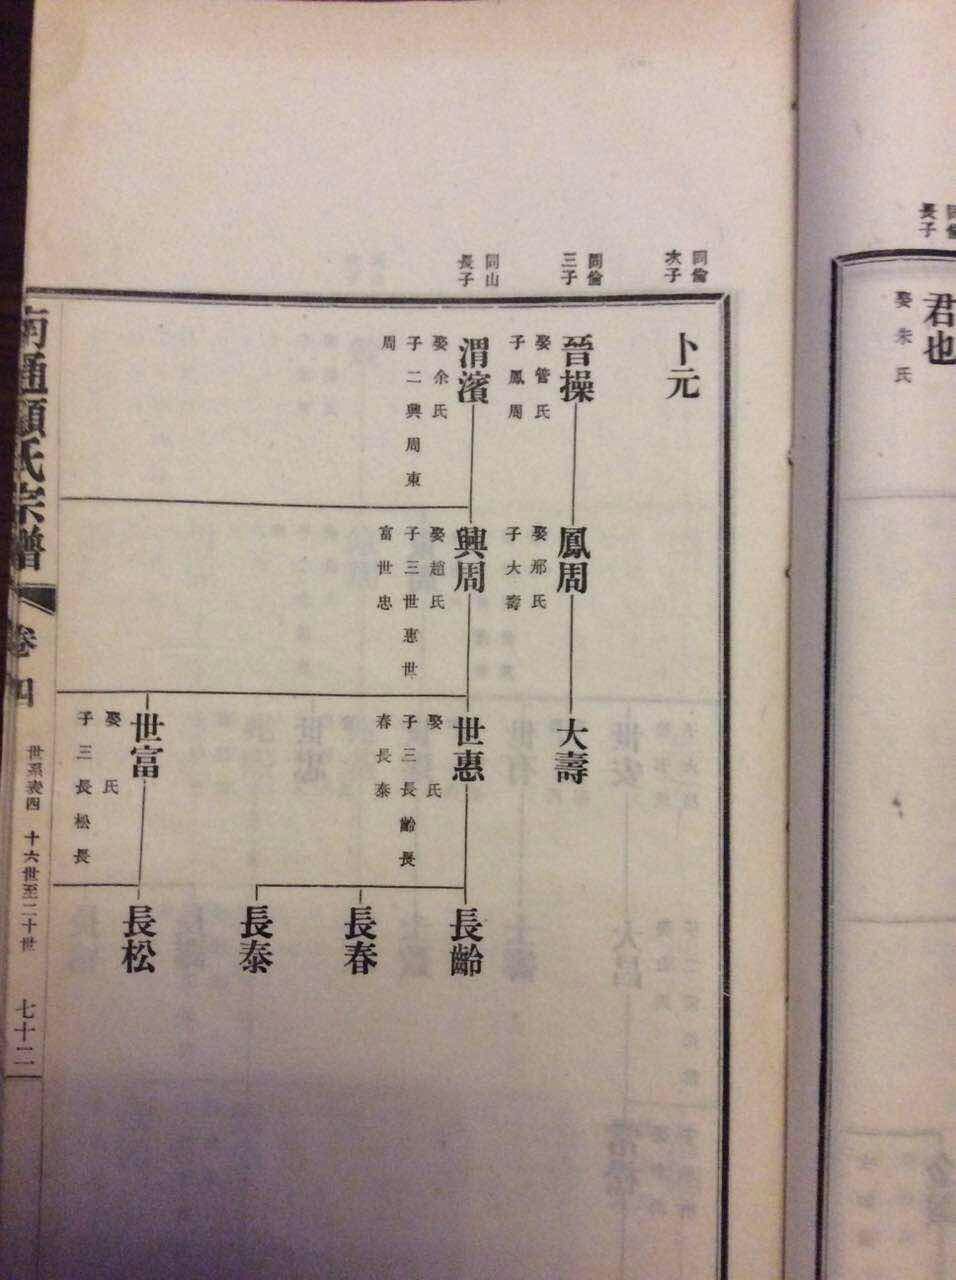 長子
君也
娶朱氏
同倫
次子
卜元
同倫
三子
晉操
娶管氏
子鳳周
鳳周
娶邢氏
子大壽
大壽
同山
長子
渭濱
娶余氏
子二興周東
周
興周
娶趙氏
子三世惠世
富世忠
世惠
娶 氏
子三長齡長
春長泰
長齡
長春
長泰
世富
娶 氏
子三長松長
長松
南通顧氏宗譜
卷四
世系表四 十六世至二十世
七十二